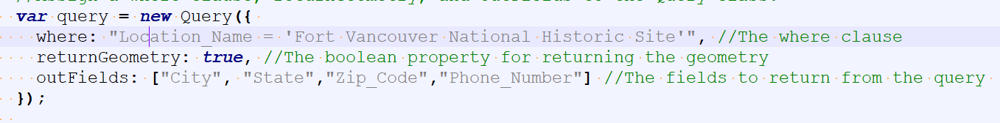 var query = new Query({
where: "Location_Name = 'Fort Vancouver National Historic Site'", //The where clause
returnGeometry: true, //The boolean property for returning the geometry
outFields: ["City", "State","Zip_Code","Phone_Number"] //The fields to return from the query
});